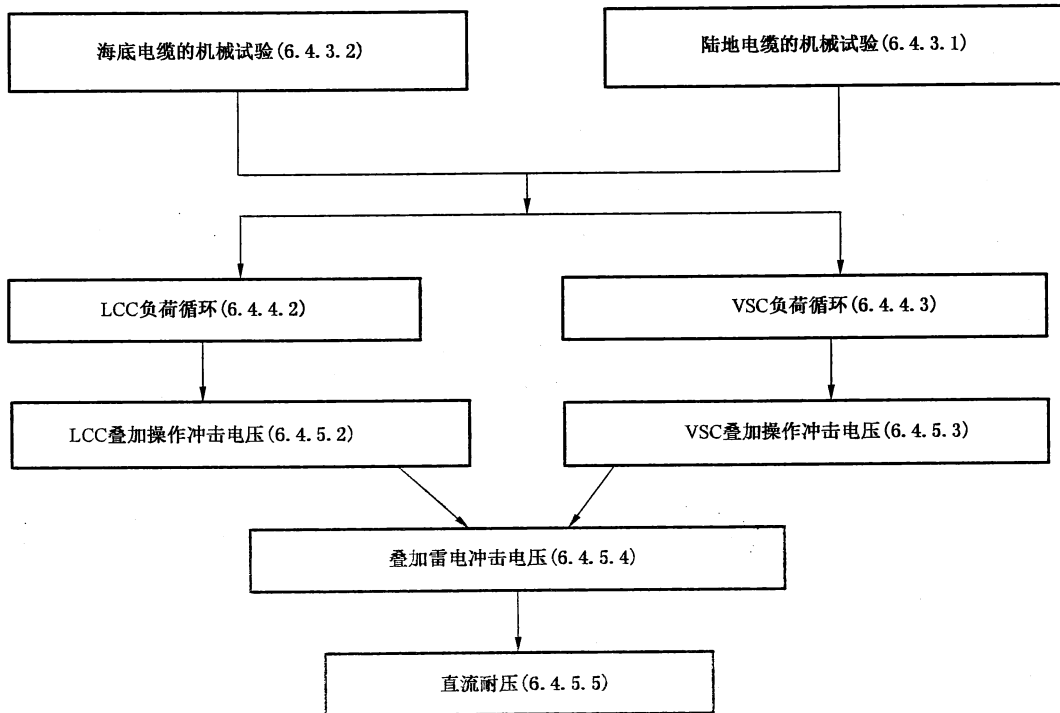 海底电缆的机械试验(6.4.3.2)
陆地电缆的机械试验(6.4.3.1)
LCC负荷循环(6.4.4.2)
VSC负荷循环(6.4.4.3)
LCC叠加操作冲击电压(6.4.5.2)
VSC叠加操作冲击电压(6.4.5.3)
叠加雷电冲击电压(6.4.5.4)
直流耐压(6.4.5.5)